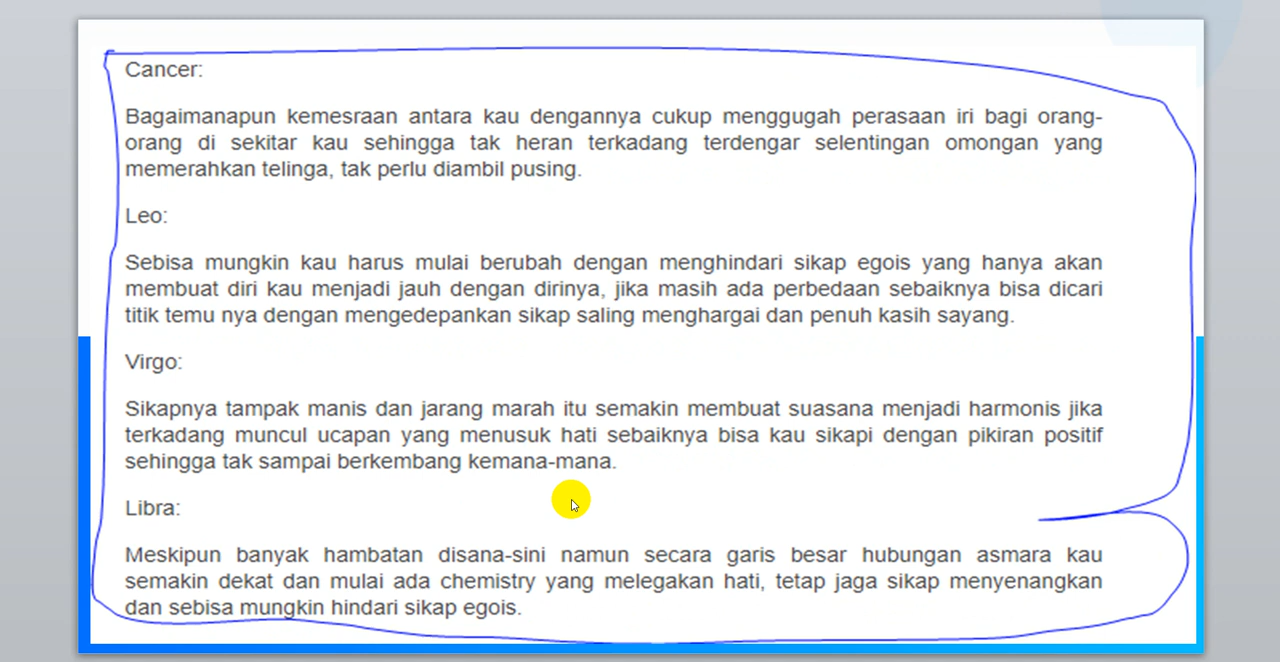 Cancer:
Bagaimanapun kemesraan antara kau dengannya cukup menggugah perasaan iri bagi orang-
orang di sekitar kau sehingga tak heran terkadang terdengar selentingan omongan yang
memerahkan telinga, tak perlu diambil pusing.
Leo:
Sebisa mungkin kau harus mulai berubah dengan menghindari sikap egois yang hanya akan
membuat diri kau menjadi jauh dengan dirinya, jika masih ada perbedaan sebaiknya bisa dicari
titik temu nya dengan mengedepankan sikap saling menghargai dan penuh kasih sayang.
Virgo:
Sikapnya tampak manis dan jarang marah itu semakin membuat suasana menjadi harmonis jika
terkadang muncul ucapan yang menusuk hati sebaiknya bisa kau sikapi dengan pikiran positif
sehingga tak sampai berkembang kemana-mana.
Libra:
Meskipun banyak hambatan disana-sini namun secara garis besar hubungan asmara kau
semakin dekat dan mulai ada chemistry yang melegakan hati, tetap jaga sikap menyenangkan
dan sebisa mungkin hindari sikap egois.